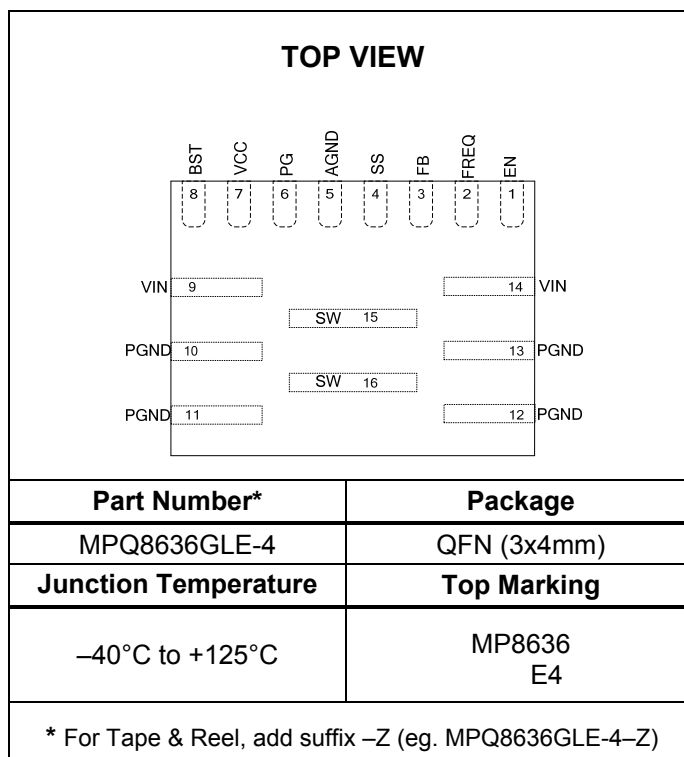 TOP VIEW
BST VCC PG AGND SS FB FREQ EN
8 7 6 5 4 3 2 1
VIN 9 14 VIN
SW 15
PGND 10 13 PGND
SW 16
PGND 11 12 PGND
Part Number* Package
MPQ8636GLE-4 QFN (3x4mm)
Junction Temperature Top Marking
–40°C to +125°C MP8636
E4
* For Tape & Reel, add suffix –Z (eg. MPQ8636GLE-4–Z)